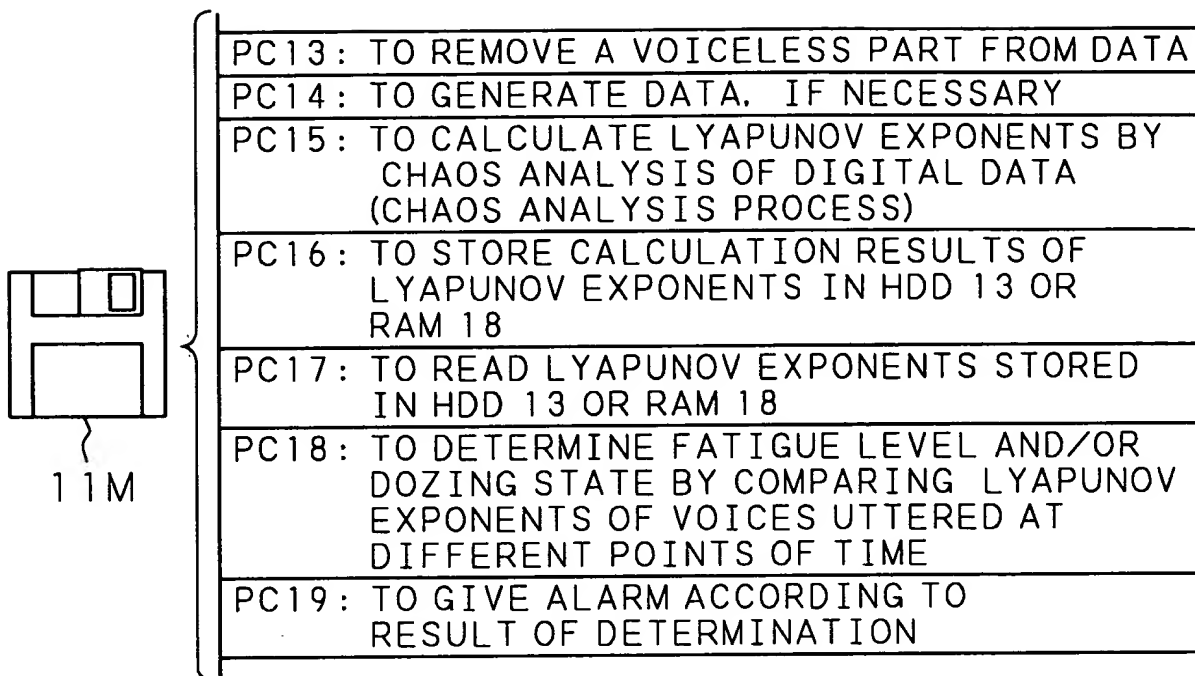 PC13: TO REMOVE A VOICELESS PART FROM DATA
PC14: TO GENERATE DATA. IF NECESSARY
PC15: TO CALCULATE LYAPUNOV EXPONENTS BY
CHAOS ANALYSIS OF DIGITAL DATA
(CHAOS ANALYSIS PROCESS)
PC16: TO STORE CALCULATION RESULTS OF
LYAPUNOV EXPONENTS IN HDD 13 OR
RAM 18
PC17: TO READ LYAPUNOV EXPONENTS STORED
IN HDD 13 OR RAM 18
PC18: TO DETERMINE FATIGUE LEVEL AND/OR
DOZING STATE BY COMPARING LYAPUNOV
EXPONENTS OF VOICES UTTERED AT
DIFFERENT POINTS OF TIME
PC19: TO GIVE ALARM ACCORDING TO
RESULT OF DETERMINATION
11M